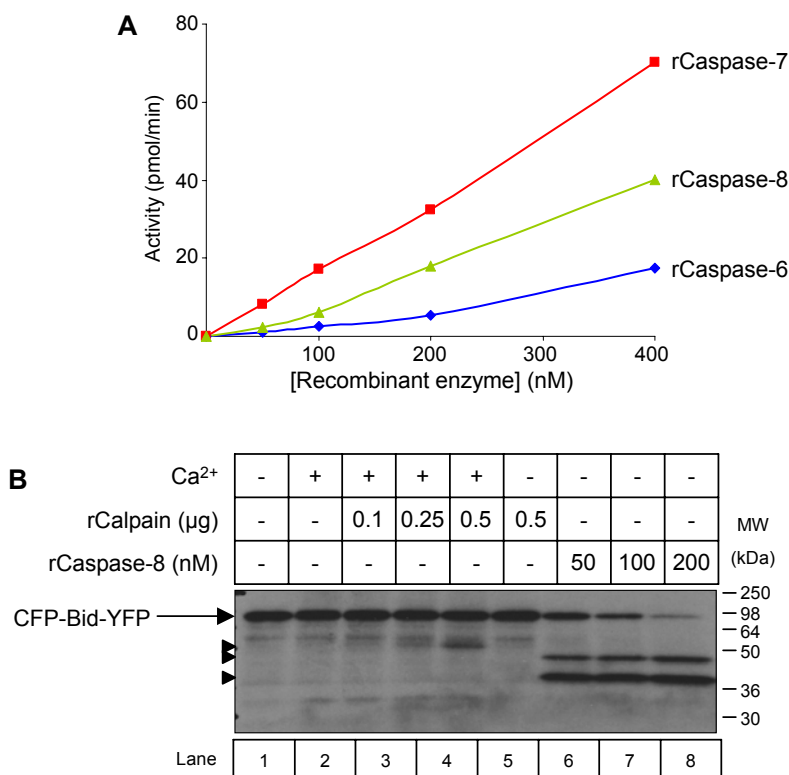 A
80
60
40
20
0
Activity (pmol/min)
rCaspase-7
rCaspase-8
rCaspase-6
100 200 300 400
[Recombinant enzyme] (nM)
B
Ca²⁺ - + + + + - - - -
rCalpain (µg) - - 0.1 0.25 0.5 0.5 - - -
rCaspase-8 (nM) - - - - - - 50 100 200
MW
(kDa)
CFP-Bid-YFP
250
98
64
50
36
30
Lane 1 2 3 4 5 6 7 8